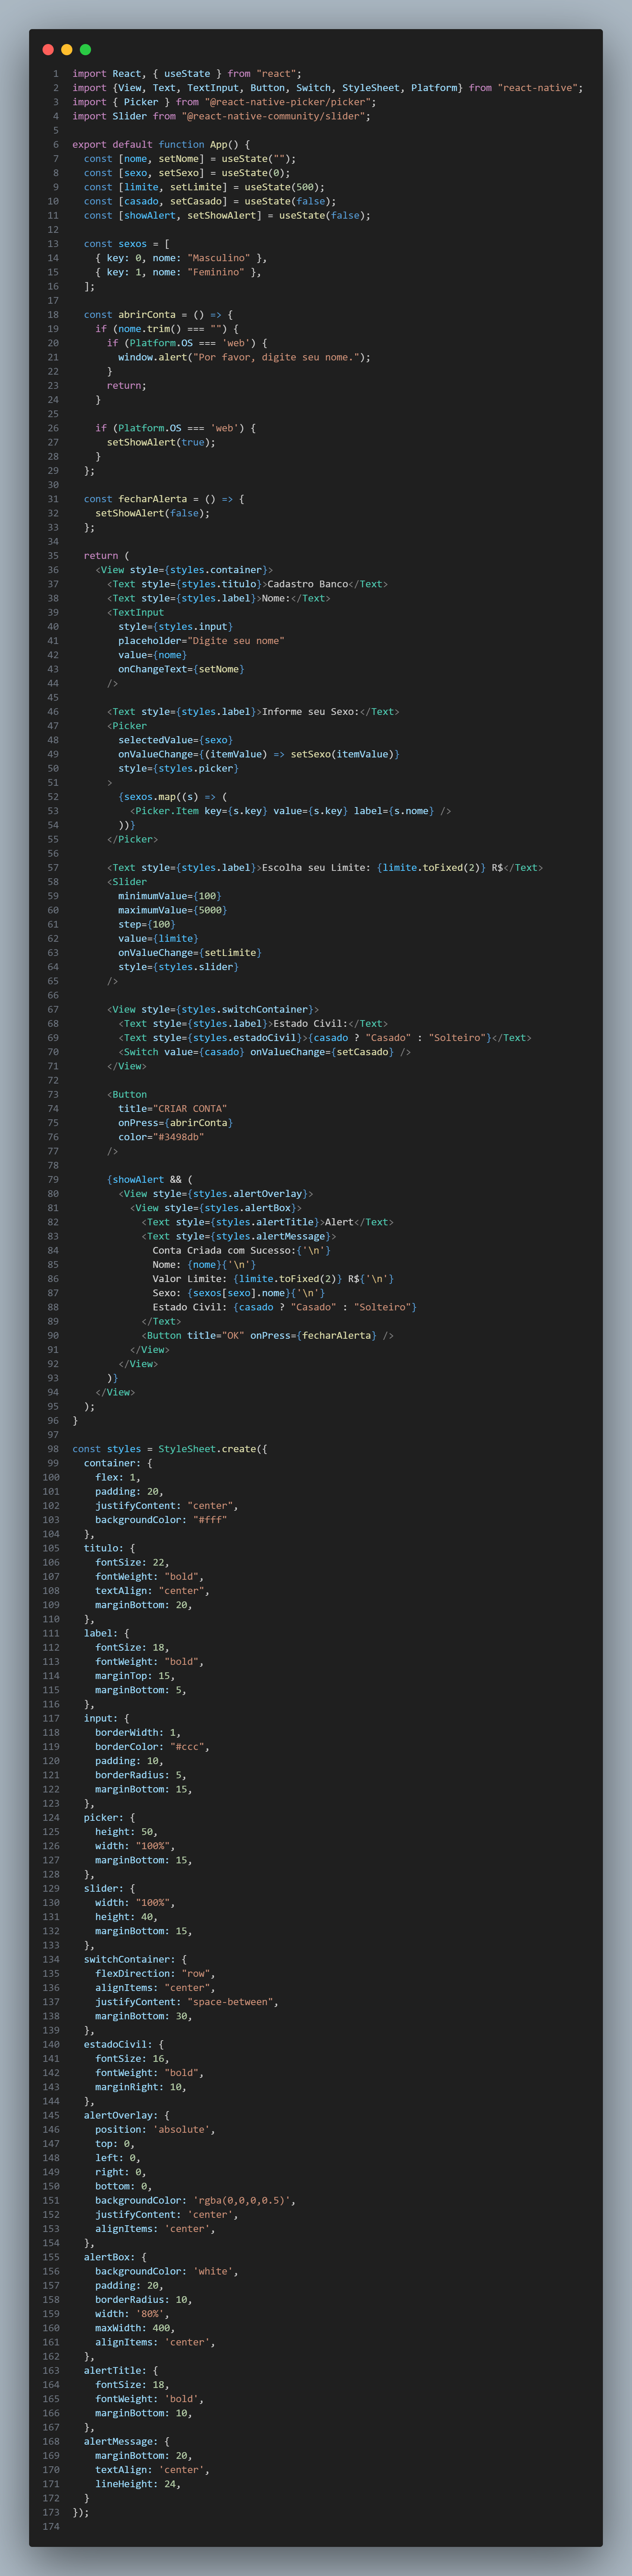 1 import React, { useState } from "react";
2 import {View, Text, TextInput, Button, Switch, StyleSheet, Platform} from "react-native";
3 import { Picker } from "@react-native-picker/picker";
4 import Slider from "@react-native-community/slider";
5
6 export default function App() {
7   const [nome, setNome] = useState("");
8   const [sexo, setSexo] = useState(0);
9   const [limite, setLimite] = useState(500);
10   const [casado, setCasado] = useState(false);
11   const [showAlert, setShowAlert] = useState(false);
12
13   const sexos = [
14     { key: 0, nome: "Masculino" },
15     { key: 1, nome: "Feminino" },
16   ];
17
18   const abrirConta = () => {
19     if (nome.trim() === "") {
20       if (Platform.OS === 'web') {
21         window.alert("Por favor, digite seu nome.");
22       }
23       return;
24     }
25
26     if (Platform.OS === 'web') {
27       setShowAlert(true);
28     }
29   };
30
31   const fecharAlerta = () => {
32     setShowAlert(false);
33   };
34
35   return (
36     <View style={styles.container}>
37       <Text style={styles.titulo}>Cadastro Banco</Text>
38       <Text style={styles.label}>Nome:</Text>
39       <TextInput
40         style={styles.input}
41         placeholder="Digite seu nome"
42         value={nome}
43         onChangeText={setNome}
44       />
45
46       <Text style={styles.label}>Informe seu Sexo:</Text>
47       <Picker
48         selectedValue={sexo}
49         onValueChange={(itemValue) => setSexo(itemValue)}
50         style={styles.picker}
51       >
52         {sexos.map((s) => (
53           <Picker.Item key={s.key} value={s.key} label={s.nome} />
54         ))}
55       </Picker>
56
57       <Text style={styles.label}>Escolha seu Limite: {limite.toFixed(2)} R$</Text>
58       <Slider
59         minimumValue={100}
60         maximumValue={5000}
61         step={100}
62         value={limite}
63         onValueChange={setLimite}
64         style={styles.slider}
65       />
66
67       <View style={styles.switchContainer}>
68         <Text style={styles.label}>Estado Civil:</Text>
69         <Text style={styles.estadoCivil}>{casado ? "Casado" : "Solteiro"}</Text>
70         <Switch value={casado} onValueChange={setCasado} />
71       </View>
72
73       <Button
74         title="CRIAR CONTA"
75         onPress={abrirConta}
76         color="#3498db"
77       />
78
79       {showAlert && (
80         <View style={styles.alertOverlay}>
81           <View style={styles.alertBox}>
82             <Text style={styles.alertTitle}>Alert</Text>
83             <Text style={styles.alertMessage}>
84               Conta Criada com Sucesso:{'\n'}
85               Nome: {nome}{'\n'}
86               Valor Limite: {limite.toFixed(2)} R${'\n'}
87               Sexo: {sexos[sexo].nome}{'\n'}
88               Estado Civil: {casado ? "Casado" : "Solteiro"}
89             </Text>
90             <Button title="OK" onPress={fecharAlerta} />
91           </View>
92         </View>
93       )}
94     </View>
95   );
96 }
97
98 const styles = StyleSheet.create({
99   container: {
100     flex: 1,
101     padding: 20,
102     justifyContent: "center",
103     backgroundColor: "#fff"
104   },
105   titulo: {
106     fontSize: 22,
107     fontWeight: "bold",
108     textAlign: "center",
109     marginBottom: 20,
110   },
111   label: {
112     fontSize: 18,
113     fontWeight: "bold",
114     marginTop: 15,
115     marginBottom: 5,
116   },
117   input: {
118     borderWidth: 1,
119     borderColor: "#ccc",
120     padding: 10,
121     borderRadius: 5,
122     marginBottom: 15,
123   },
124   picker: {
125     height: 50,
126     width: "100%",
127     marginBottom: 15,
128   },
129   slider: {
130     width: "100%",
131     height: 40,
132     marginBottom: 15,
133   },
134   switchContainer: {
135     flexDirection: "row",
136     alignItems: "center",
137     justifyContent: "space-between",
138     marginBottom: 30,
139   },
140   estadoCivil: {
141     fontSize: 16,
142     fontWeight: "bold",
143     marginRight: 10,
144   },
145   alertOverlay: {
146     position: 'absolute',
147     top: 0,
148     left: 0,
149     right: 0,
150     bottom: 0,
151     backgroundColor: 'rgba(0,0,0,0.5)',
152     justifyContent: 'center',
153     alignItems: 'center',
154   },
155   alertBox: {
156     backgroundColor: 'white',
157     padding: 20,
158     borderRadius: 10,
159     width: '80%',
160     maxWidth: 400,
161     alignItems: 'center',
162   },
163   alertTitle: {
164     fontSize: 18,
165     fontWeight: 'bold',
166     marginBottom: 10,
167   },
168   alertMessage: {
169     marginBottom: 20,
170     textAlign: 'center',
171     lineHeight: 24,
172   }
173 });
174